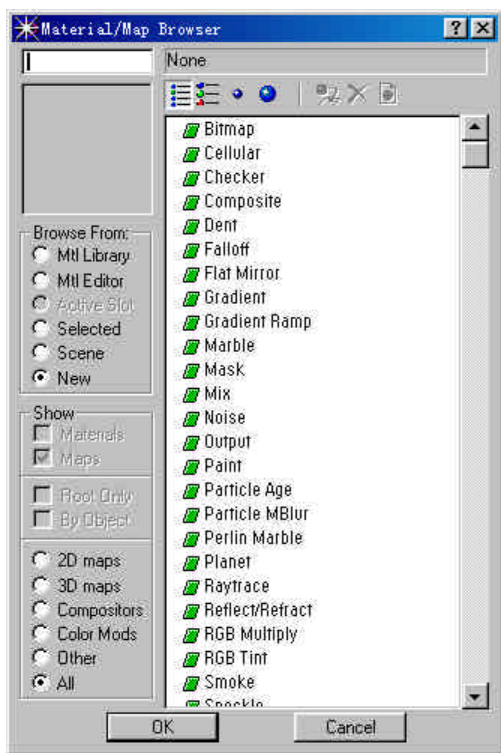 Material/Map Browser
None
Browse From:
Mtl Library
Mtl Editor
Active Slot
Selected
Scene
New
Show
Materials
Maps
Root Only
By Object
2D maps
3D maps
Compositors
Color Mods
Other
All
Bitmap
Cellular
Checker
Composite
Dent
Falloff
Flat Mirror
Gradient
Gradient Ramp
Marble
Mask
Mix
Noise
Output
Paint
Particle Age
Particle MBlur
Perlin Marble
Planet
Raytrace
Reflect/Refract
RGB Multiply
RGB Tint
Smoke
Speckle
OK
Cancel